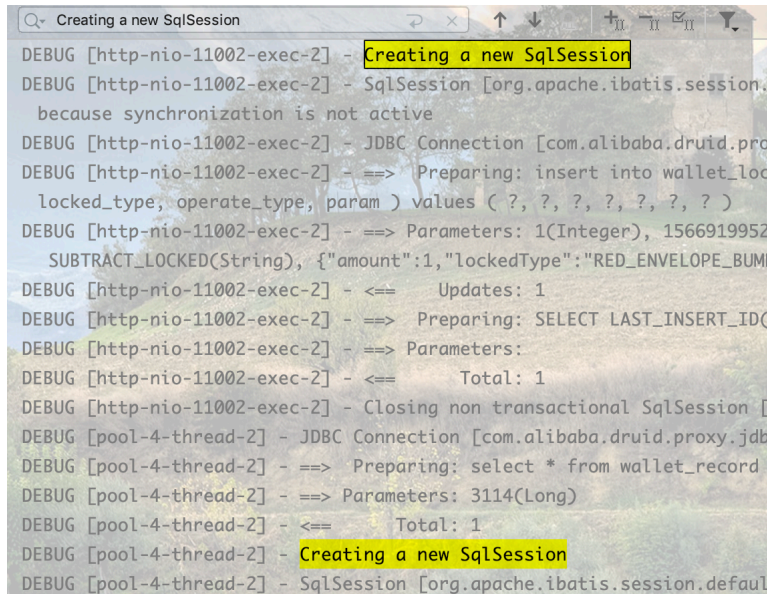 Creating a new SqlSession
DEBUG [http-nio-11002-exec-2] - Creating a new SqlSession
DEBUG [http-nio-11002-exec-2] - SqlSession [org.apache.ibatis.session.
because synchronization is not active
DEBUG [http-nio-11002-exec-2] - JDBC Connection [com.alibaba.druid.pro
DEBUG [http-nio-11002-exec-2] - ==>  Preparing: insert into wallet_loc
locked_type, operate_type, param ) values ( ?, ?, ?, ?, ?, ?, ? )
DEBUG [http-nio-11002-exec-2] - ==> Parameters: 1(Integer), 1566919952
SUBTRACT_LOCKED(String), {"amount":1,"lockedType":"RED_ENVELOPE_BUM
DEBUG [http-nio-11002-exec-2] - <==    Updates: 1
DEBUG [http-nio-11002-exec-2] - ==>  Preparing: SELECT LAST_INSERT_ID(
DEBUG [http-nio-11002-exec-2] - ==> Parameters:
DEBUG [http-nio-11002-exec-2] - <==      Total: 1
DEBUG [http-nio-11002-exec-2] - Closing non transactional SqlSession [
DEBUG [pool-4-thread-2] - JDBC Connection [com.alibaba.druid.proxy.jdb
DEBUG [pool-4-thread-2] - ==>  Preparing: select * from wallet_record
DEBUG [pool-4-thread-2] - ==> Parameters: 3114(Long)
DEBUG [pool-4-thread-2] - <==      Total: 1
DEBUG [pool-4-thread-2] - Creating a new SqlSession
DEBUG [pool-4-thread-2] - SqlSession [org.apache.ibatis.session.defaul